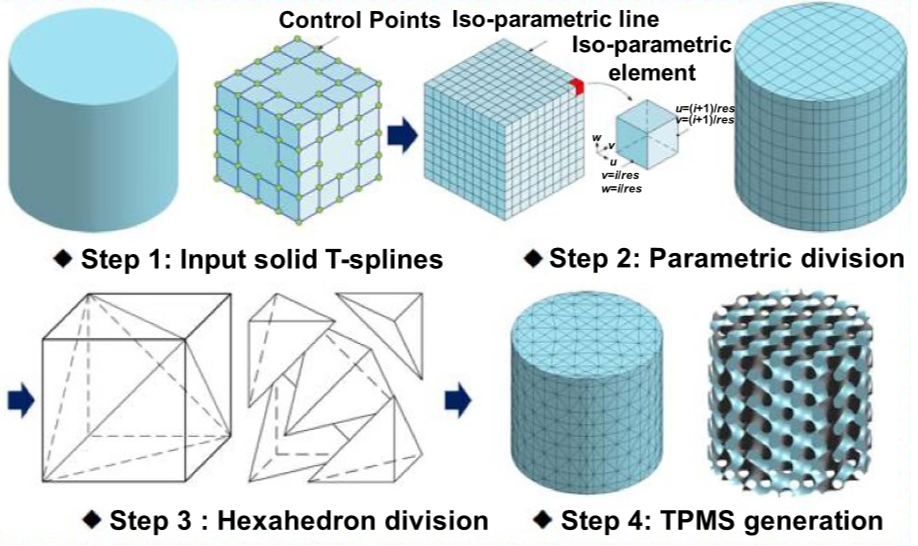 Control Points
Iso-parametric line
Iso-parametric
element
u=(i+1)/res
v=(i+1)/res
w
v
u
v=i/res
w=i/res
◆ Step 1: Input solid T-splines
◆ Step 2: Parametric division
◆ Step 3 : Hexahedron division
◆ Step 4: TPMS generation